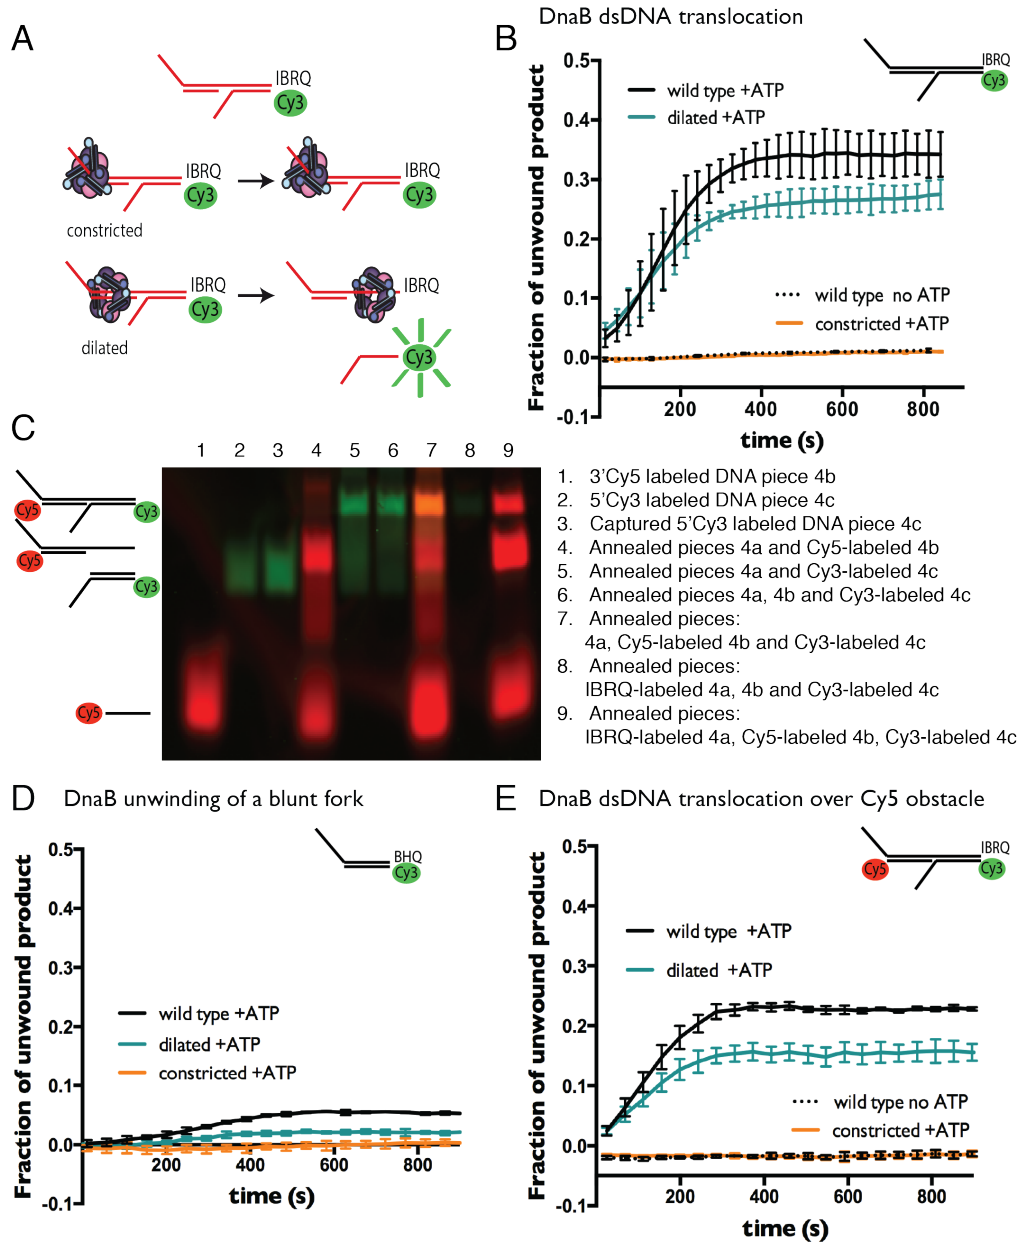 A
IBRQ
Cy3
IBRQ
Cy3
IBRQ
Cy3
constricted
IBRQ
Cy3
IBRQ
dilated
Cy3
DnaB dsDNA translocation
B
IBRQ
Cy3
Fraction of unwound product
0.5
0.4
0.3
0.2
0.1
0.0
-0.1
wild type +ATP
dilated +ATP
wild type no ATP
constricted +ATP
200 400 600 800
time (s)
C
1 2 3 4 5 6 7 8 9
Cy5
Cy3
Cy5
Cy3
Cy5
1. 3'Cy5 labeled DNA piece 4b
2. 5'Cy3 labeled DNA piece 4c
3. Captured 5'Cy3 labeled DNA piece 4c
4. Annealed pieces 4a and Cy5-labeled 4b
5. Annealed pieces 4a and Cy3-labeled 4c
6. Annealed pieces 4a, 4b and Cy3-labeled 4c
7. Annealed pieces:
4a, Cy5-labeled 4b and Cy3-labeled 4c
8. Annealed pieces:
IBRQ-labeled 4a, 4b and Cy3-labeled 4c
9. Annealed pieces:
IBRQ-labeled 4a, Cy5-labeled 4b, Cy3-labeled 4c
D DnaB unwinding of a blunt fork
BHQ
Cy3
Fraction of unwound product
0.5
0.4
0.3
0.2
0.1
0.0
-0.1
wild type +ATP
dilated +ATP
constricted +ATP
200 400 600 800
time (s)
E DnaB dsDNA translocation over Cy5 obstacle
IBRQ
Cy5
Cy3
Fraction of unwound product
0.5
0.4
0.3
0.2
0.1
0.0
-0.1
wild type +ATP
dilated +ATP
wild type no ATP
constricted +ATP
200 400 600 800
time (s)